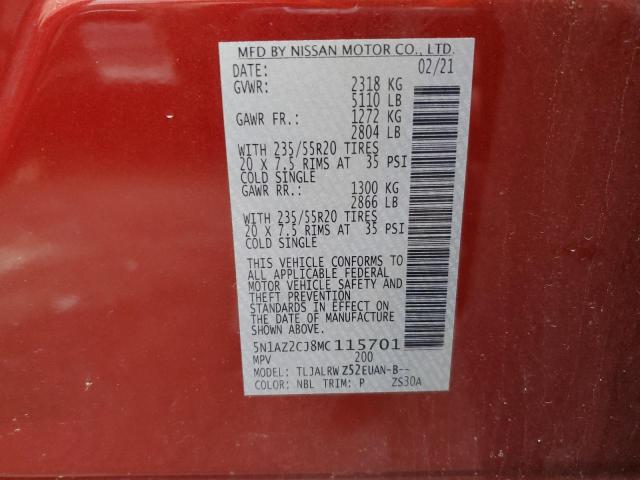 MFD BY NISSAN MOTOR CO., LTD.
DATE: 02/21
GVWR: 2318 KG
5110 LB
GAWR FR.: 1272 KG
2804 LB
WITH 235/55R20 TIRES
20 X 7.5 RIMS AT 35 PSI
COLD SINGLE
GAWR RR.: 1300 KG
2866 LB
WITH 235/55R20 TIRES
20 X 7.5 RIMS AT 35 PSI
COLD SINGLE
THIS VEHICLE CONFORMS TO
ALL APPLICABLE FEDERAL
MOTOR VEHICLE SAFETY AND
THEFT PREVENTION
STANDARDS IN EFFECT ON
THE DATE OF MANUFACTURE
SHOWN ABOVE.
5N1AZ2CJ8MC115701
MPV 200
MODEL: TLJALRWZ52EUAN-B--
COLOR: NBL TRIM: P ZS30A